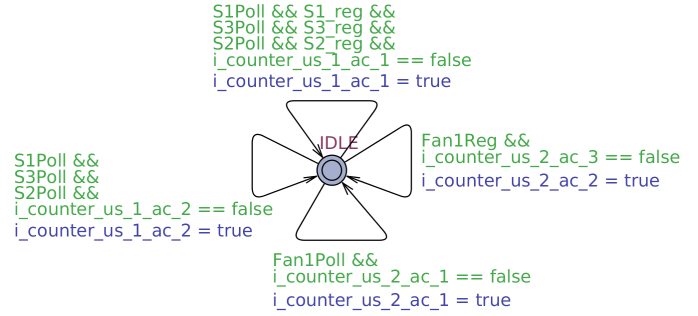 S1Poll && S1_reg &&
S3Poll && S3_reg &&
S2Poll && S2_reg &&
i_counter_us_1_ac_1 == false
i_counter_us_1_ac_1 = true
IDLE
Fan1Reg &&
i_counter_us_2_ac_3 == false
i_counter_us_2_ac_2 = true
S1Poll &&
S3Poll &&
S2Poll &&
i_counter_us_1_ac_2 == false
i_counter_us_1_ac_2 = true
Fan1Poll &&
i_counter_us_2_ac_1 == false
i_counter_us_2_ac_1 = true